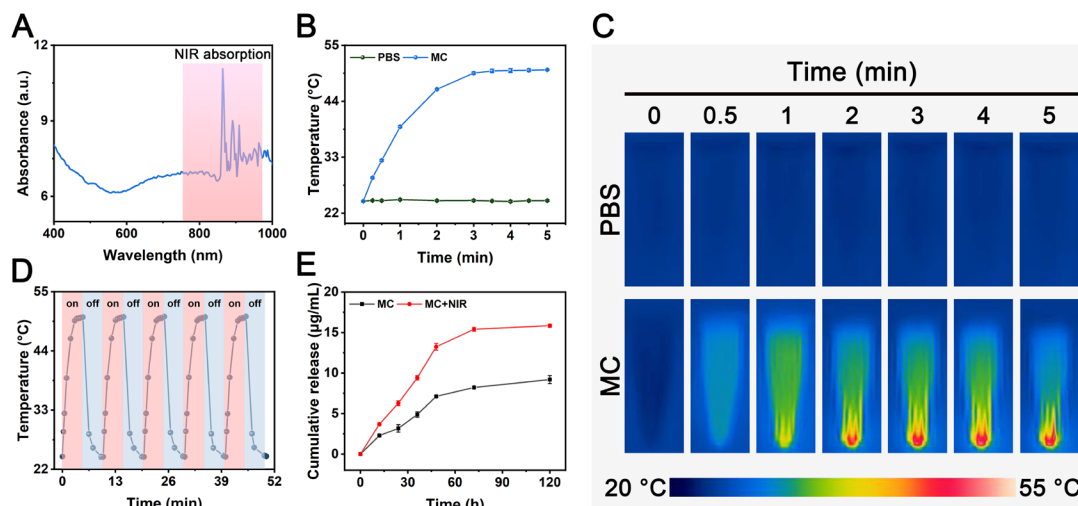 A
NIR absorption
Absorbance (a.u.)
12
9
6
400
600
800
1000
Wavelength (nm)
B
PBS
MC
Temperature (°C)
55
44
33
22
0
1
2
3
4
5
Time (min)
C
Time (min)
0
0.5
1
2
3
4
5
PBS
MC
20 °C
55 °C
D
on off on off on off on off on off
Temperature (°C)
55
44
33
22
0
13
26
39
52
Time (min)
E
MC
MC+NIR
Cumulative release (μg/mL)
20
15
10
5
0
0
30
60
90
120
Time (h)